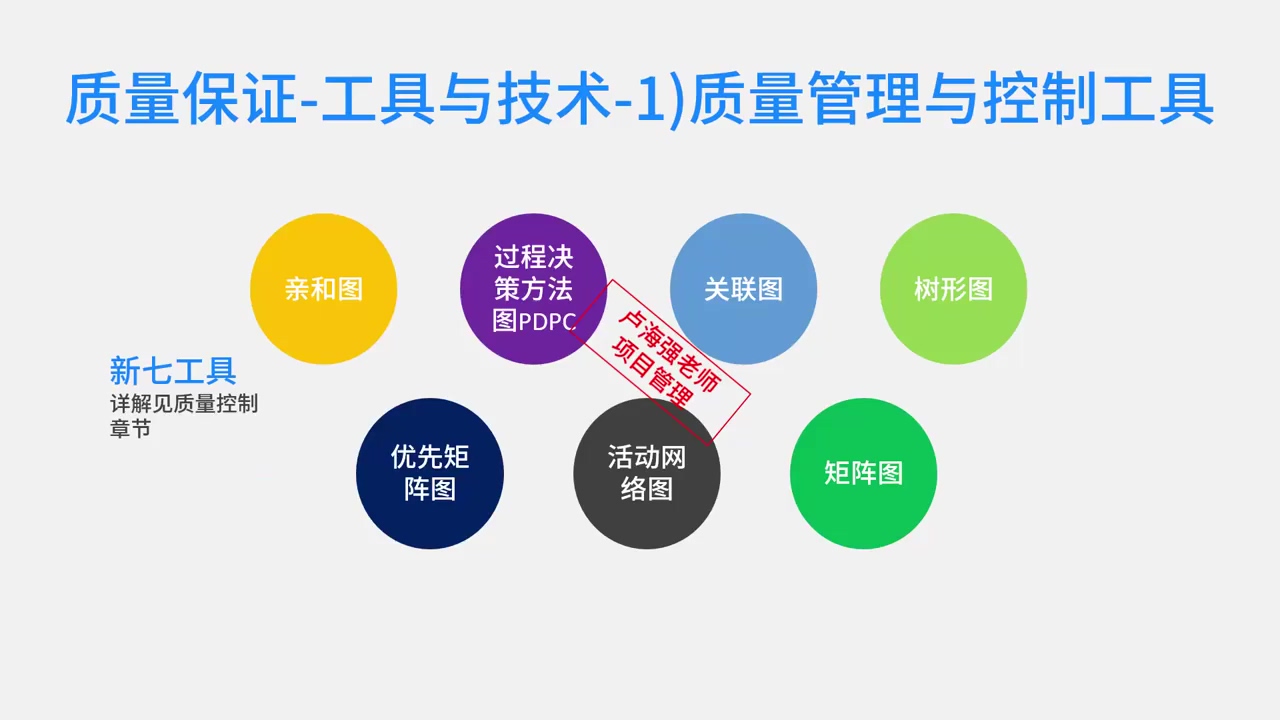 质量保证-工具与技术-1)质量管理与控制工具
亲和图
过程决
策方法
图PDPC
关联图
树形图
卢海强老师
项目管理
新七工具
详解见质量控制
章节
优先矩
阵图
活动网
络图
矩阵图